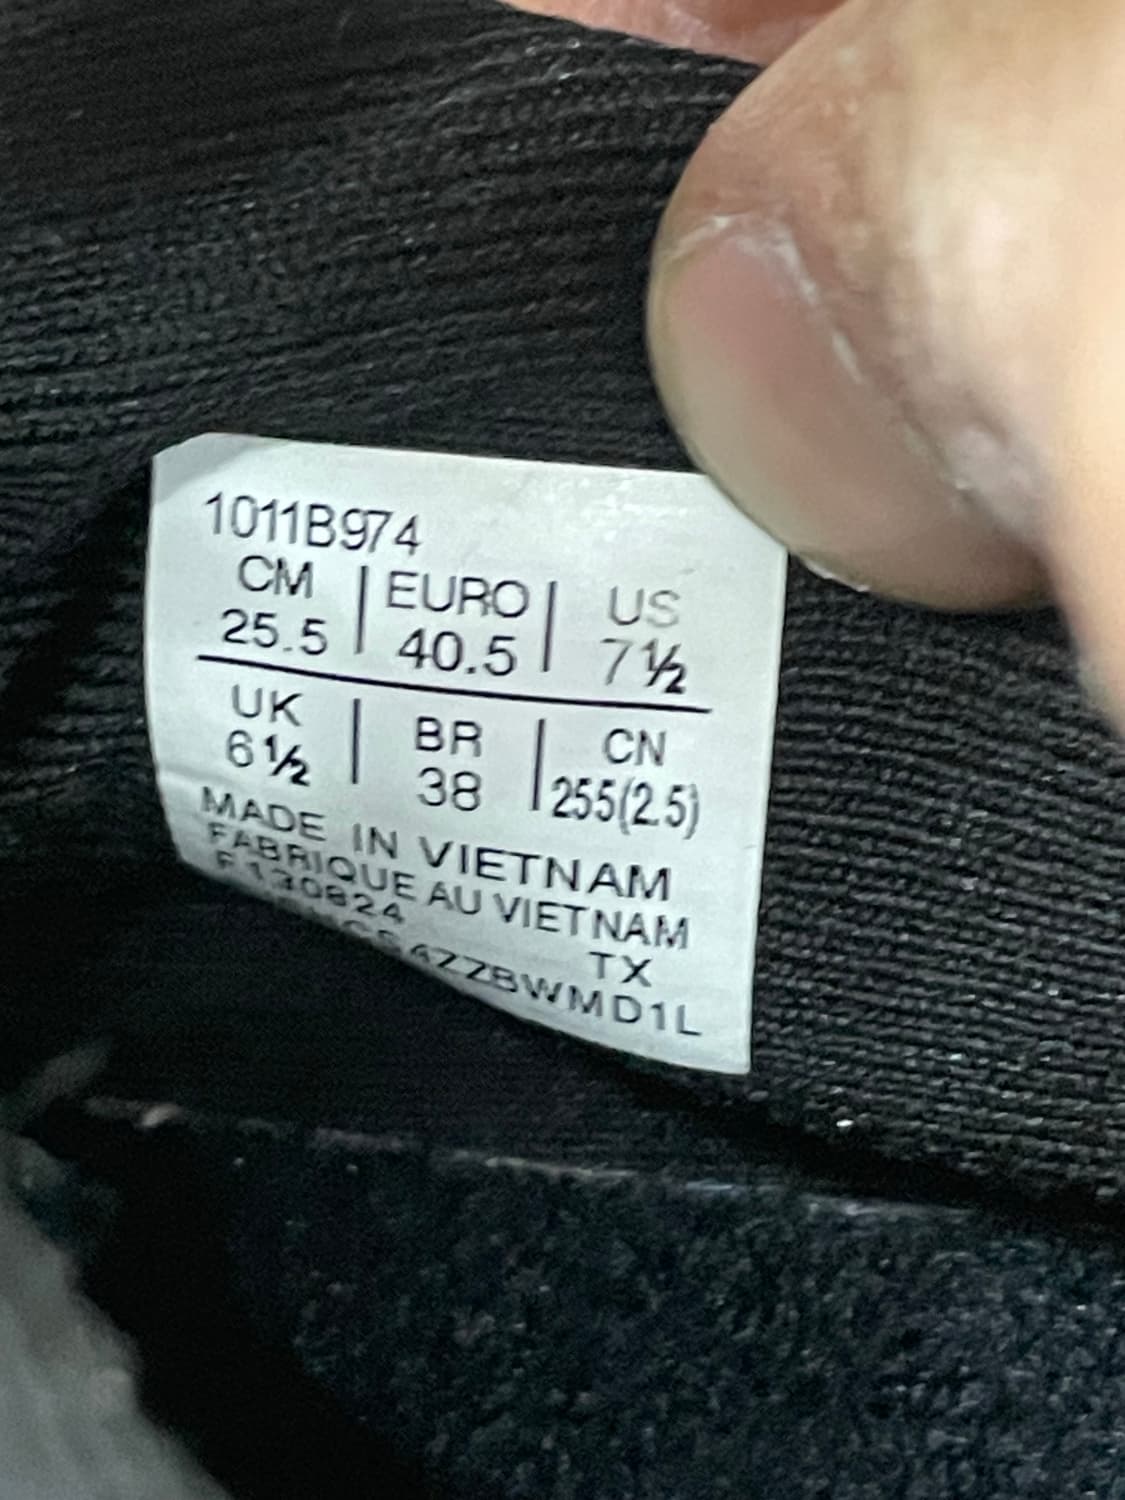 1011B974
CM | EURO | US
25.5 | 40.5 | 7½
UK | BR | CN
6½ | 38 | 255(2.5)
MADE IN VIETNAM
FABRIQUE AU VIETNAM
F130824 TX